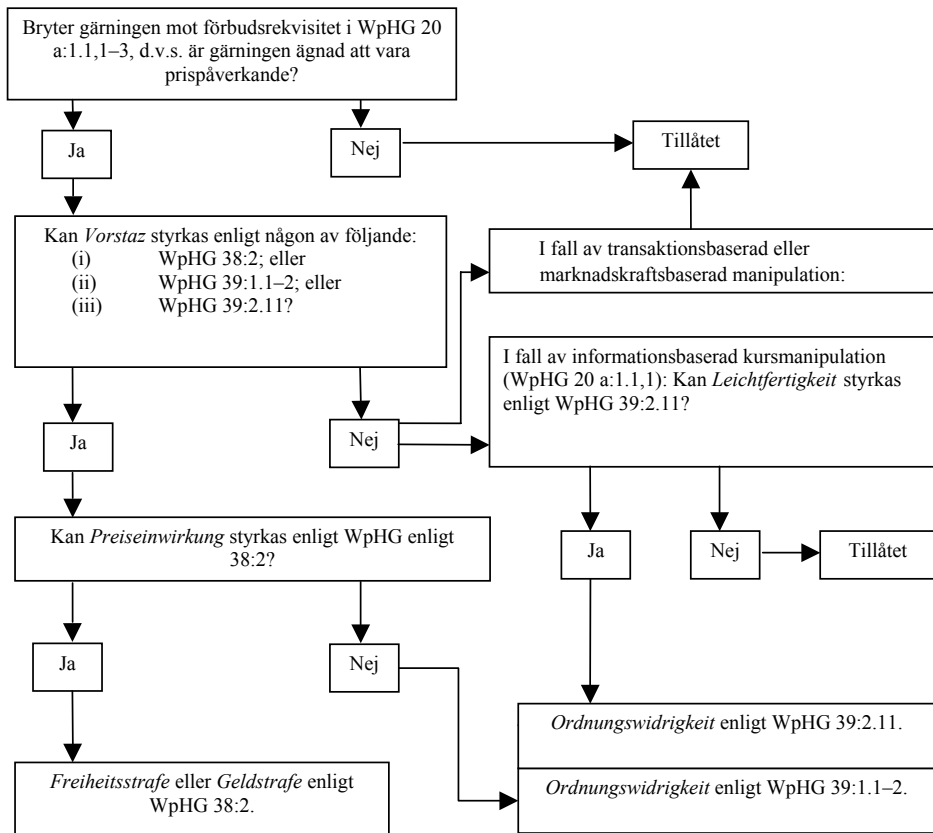 Bryter gärningen mot förbudsrekvisitet i WpHG 20
a:1.1,1–3, d.v.s. är gärningen ägnad att vara
prispåverkande?
Ja
Nej
Tillåtet
Kan Vorstaz styrkas enligt någon av följande:
(i) WpHG 38:2; eller
(ii) WpHG 39:1.1–2; eller
(iii) WpHG 39:2.11?
I fall av transaktionsbaserad eller
marknadskraftsbaserad manipulation:
I fall av informationsbaserad kursmanipulation
(WpHG 20 a:1.1,1): Kan Leichtfertigkeit styrkas
enligt WpHG 39:2.11?
Ja
Nej
Kan Preiseinwirkung styrkas enligt WpHG enligt
38:2?
Ja
Nej
Tillåtet
Ja
Nej
Ordnungswidrigkeit enligt WpHG 39:2.11.
Freiheitsstrafe eller Geldstrafe enligt
WpHG 38:2.
Ordnungswidrigkeit enligt WpHG 39:1.1–2.